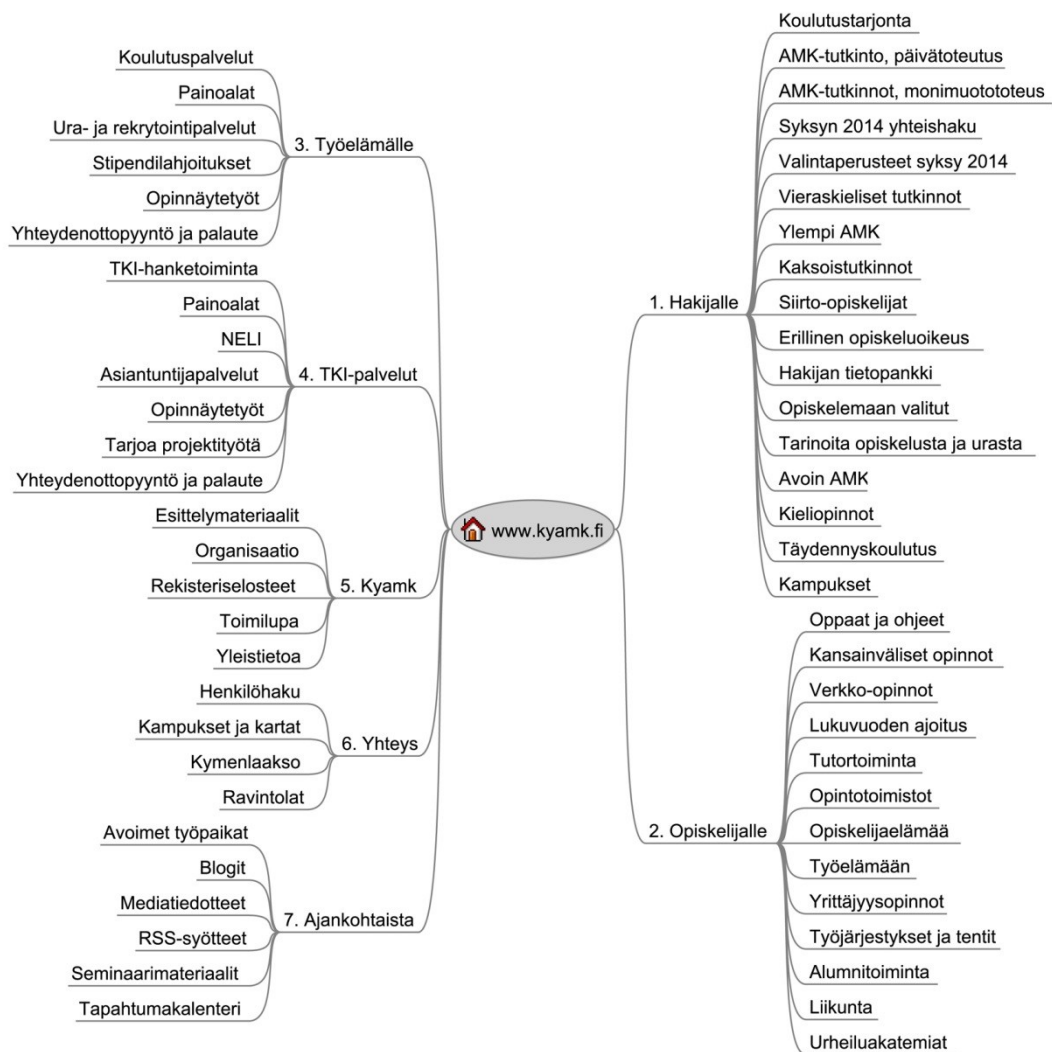 www.kyamk.fi
1. Hakijalle
Koulutustarjonta
AMK-tutkinto, päivätoteutus
AMK-tutkinnot, monimuotototeus
Syksyn 2014 yhteishaku
Valintaperusteet syksy 2014
Vieraskieliset tutkinnot
Ylempi AMK
Kaksoistutkinnot
Siirto-opiskelijat
Erillinen opiskeluoikeus
Hakijan tietopankki
Opiskelemaan valitut
Tarinoita opiskelusta ja urasta
Avoin AMK
Kieliopinnot
Täydennyskoulutus
Kampukset
2. Opiskelijalle
Oppaat ja ohjeet
Kansainväliset opinnot
Verkko-opinnot
Lukuvuoden ajoitus
Tutortoiminta
Opintotoimistot
Opiskelijaelämää
Työelämään
Yrittäjyysopinnot
Työjärjestykset ja tentit
Alumnitoiminta
Liikunta
Urheiluakatemiat
3. Työelämälle
Koulutuspalvelut
Painoalat
Ura- ja rekrytointipalvelut
Stipendilahjoitukset
Opinnäytetyöt
Yhteydenottopyyntö ja palaute
4. TKI-palvelut
TKI-hanketoiminta
Painoalat
NELI
Asiantuntijapalvelut
Opinnäytetyöt
Tarjoa projektityötä
Yhteydenottopyyntö ja palaute
5. Kyamk
Esittelymateriaalit
Organisaatio
Rekisteriselosteet
Toimilupa
Yleistietoa
6. Yhteys
Henkilöhaku
Kampukset ja kartat
Kymenlaakso
Ravintolat
7. Ajankohtaista
Avoimet työpaikat
Blogit
Mediatiedotteet
RSS-syötteet
Seminaarimateriaalit
Tapahtumakalenteri